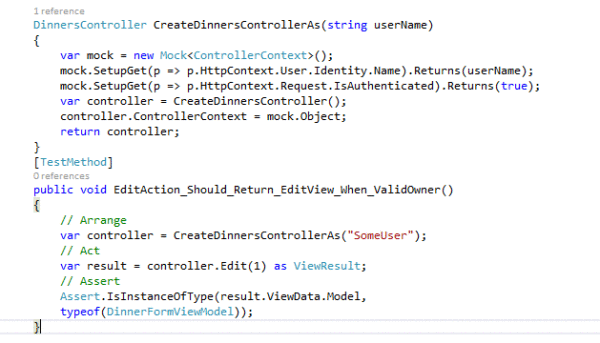 1 reference
DinnersController CreateDinnersControllerAs(string userName)
{
var mock = new Mock<ControllerContext>();
mock.SetupGet(p => p.HttpContext.User.Identity.Name).Returns(userName);
mock.SetupGet(p => p.HttpContext.Request.IsAuthenticated).Returns(true);
var controller = CreateDinnersController();
controller.ControllerContext = mock.Object;
return controller;
}
[TestMethod]
0 references
public void EditAction_Should_Return_EditView_When_ValidOwner()
{
// Arrange
var controller = CreateDinnersControllerAs("SomeUser");
// Act
var result = controller.Edit(1) as ViewResult;
// Assert
Assert.IsInstanceOfType(result.ViewData.Model,
typeof(DinnerFormViewModel));
}